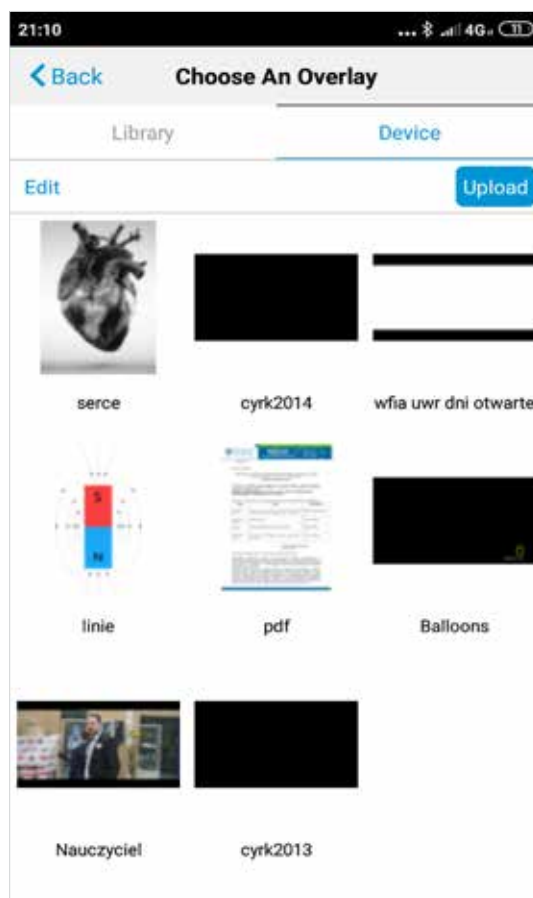 21:10 ... 4G 11
Back Choose An Overlay
Library Device
Edit Upload
serce cyrk2014 wfia uwr dni otwarte
S
N
linie pdf Balloons
Nauczyciel cyrk2013